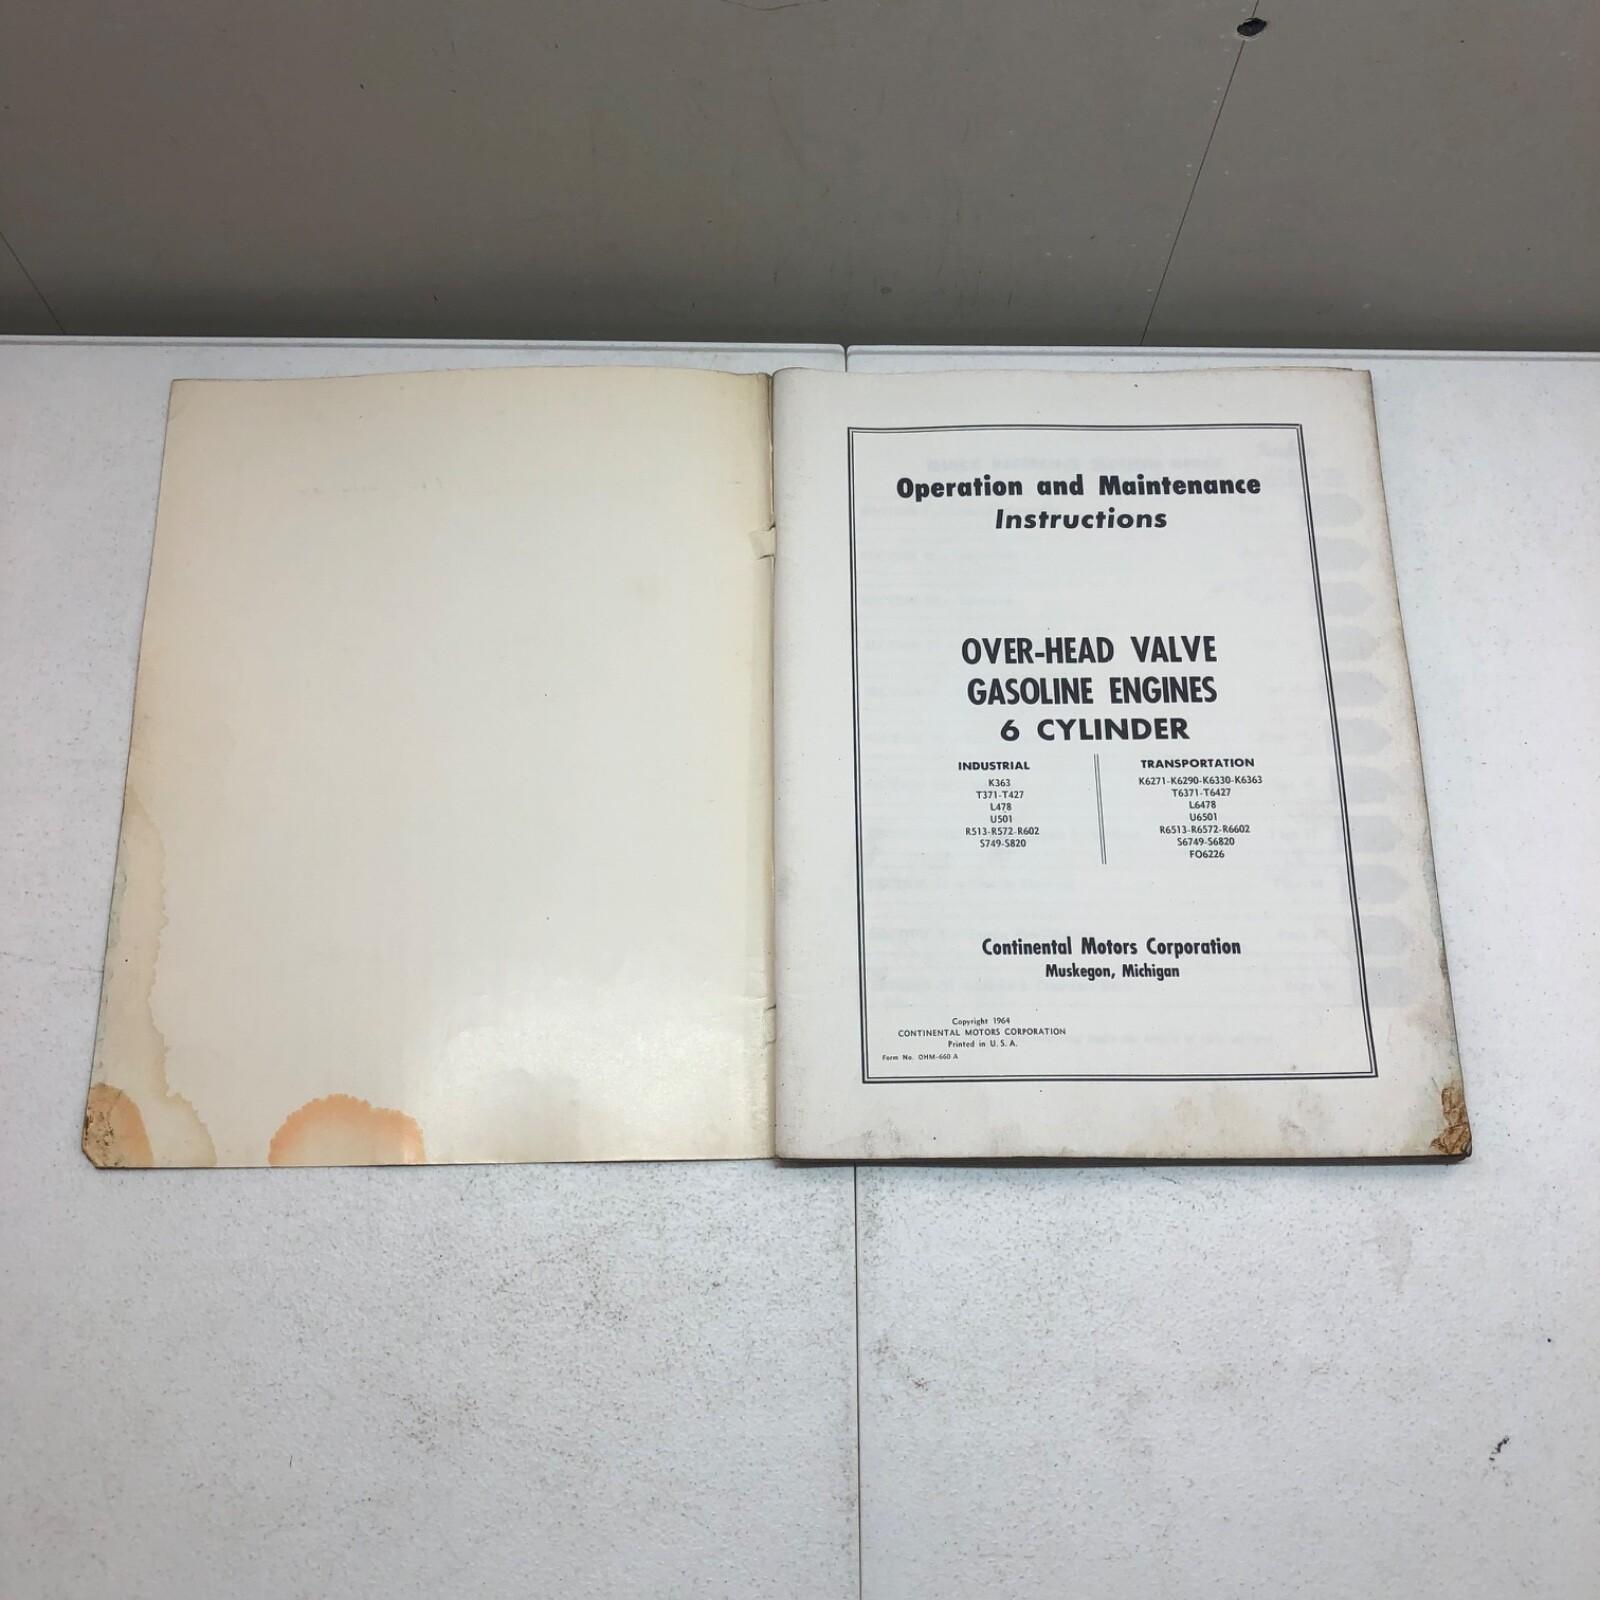 Operation and Maintenance
Instructions
OVER-HEAD VALVE
GASOLINE ENGINES
6 CYLINDER
INDUSTRIAL
K363
T371-T427
L478
U501
R513-R572-R602
S749-S820
TRANSPORTATION
K6271-K6290-K6330-K6363
T6371-T6427
L6478
U6501
R6513-R6572-R6602
S6749-S6820
FO6226
Continental Motors Corporation
Muskegon, Michigan
Copyright 1964
CONTINENTAL MOTORS CORPORATION
Printed in U. S. A.
Form No. OHM-660 A